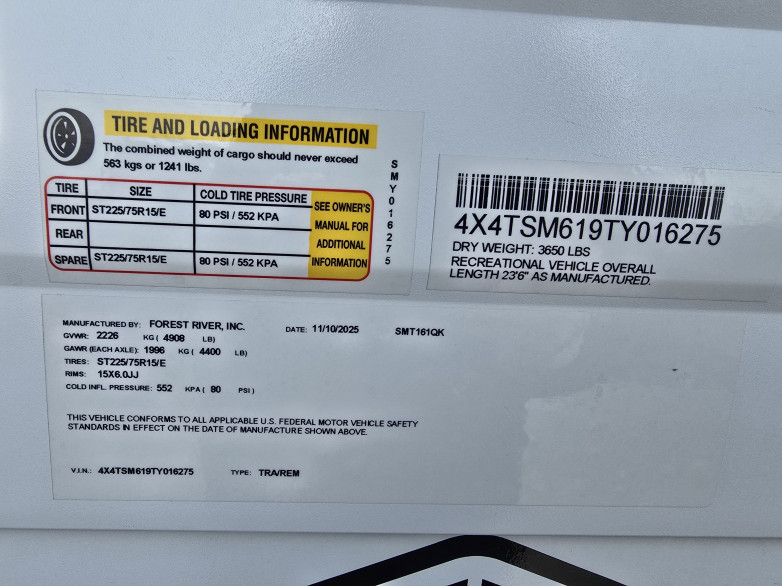 TIRE AND LOADING INFORMATION
The combined weight of cargo should never exceed
563 kgs or 1241 lbs.
TIRE SIZE COLD TIRE PRESSURE SEE OWNER'S
FRONT ST225/75R15/E 80 PSI / 552 KPA MANUAL FOR
REAR ADDITIONAL
SPARE ST225/75R15/E 80 PSI / 552 KPA INFORMATION
SMY016275
4X4TSM619TY016275
DRY WEIGHT: 3650 LBS
RECREATIONAL VEHICLE OVERALL
LENGTH 23'6" AS MANUFACTURED.
MANUFACTURED BY: FOREST RIVER, INC. DATE: 11/10/2025 SMT161QK
GVWR: 2226 KG ( 4908 LB)
GAWR (EACH AXLE): 1996 KG ( 4400 LB)
TIRES: ST225/75R15/E
RIMS: 15X6.0JJ
COLD INFL. PRESSURE: 552 KPA ( 80 PSI )
THIS VEHICLE CONFORMS TO ALL APPLICABLE U.S. FEDERAL MOTOR VEHICLE SAFETY
STANDARDS IN EFFECT ON THE DATE OF MANUFACTURE SHOWN ABOVE.
V.I.N.: 4X4TSM619TY016275 TYPE: TRA/REM